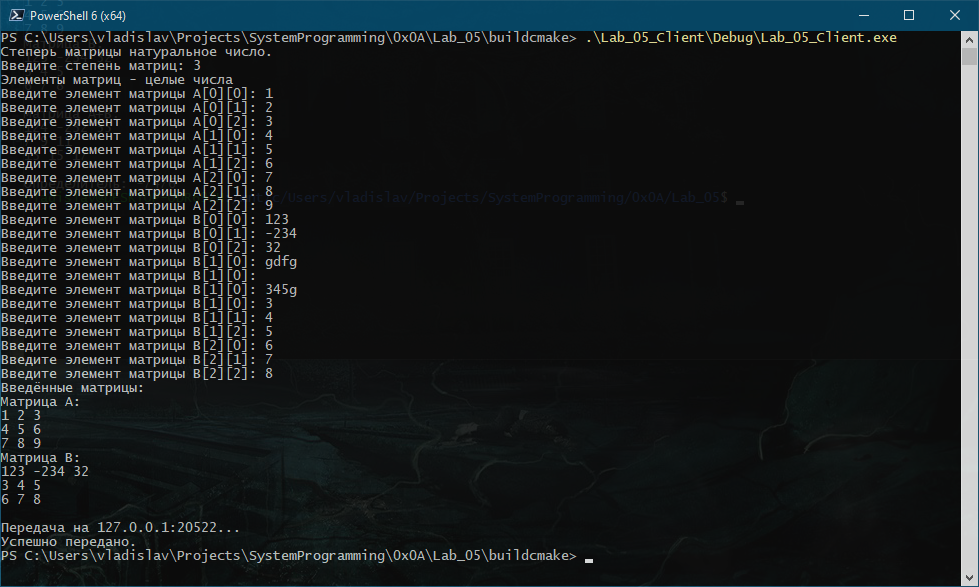 PowerShell 6 (x64)
PS C:\Users\vladislav\Projects\SystemProgramming\0x0A\Lab_05\buildcmake> .\Lab_05_Client\Debug\Lab_05_Client.exe
Степерь матрицы натуральное число.
Введите степень матриц: 3
Элементы матриц - целые числа
Введите элемент матрицы A[0][0]: 1
Введите элемент матрицы A[0][1]: 2
Введите элемент матрицы A[0][2]: 3
Введите элемент матрицы A[1][0]: 4
Введите элемент матрицы A[1][1]: 5
Введите элемент матрицы A[1][2]: 6
Введите элемент матрицы A[2][0]: 7
Введите элемент матрицы A[2][1]: 8
/Users/vladislav/Projects/SystemProgramming/0x0A/Lab_05$
Введите элемент матрицы A[2][2]: 9
Введите элемент матрицы B[0][0]: 123
Введите элемент матрицы B[0][1]: -234
Введите элемент матрицы B[0][2]: 32
Введите элемент матрицы B[1][0]: gdfg
Введите элемент матрицы B[1][0]:
Введите элемент матрицы B[1][0]: 345g
Введите элемент матрицы B[1][0]: 3
Введите элемент матрицы B[1][1]: 4
Введите элемент матрицы B[1][2]: 5
Введите элемент матрицы B[2][0]: 6
Введите элемент матрицы B[2][1]: 7
Введите элемент матрицы B[2][2]: 8
Введённые матрицы:
Матрица A:
1 2 3
4 5 6
7 8 9
Матрица B:
123 -234 32
3 4 5
6 7 8
Передача на 127.0.0.1:20522...
Успешно передано.
PS C:\Users\vladislav\Projects\SystemProgramming\0x0A\Lab_05\buildcmake>